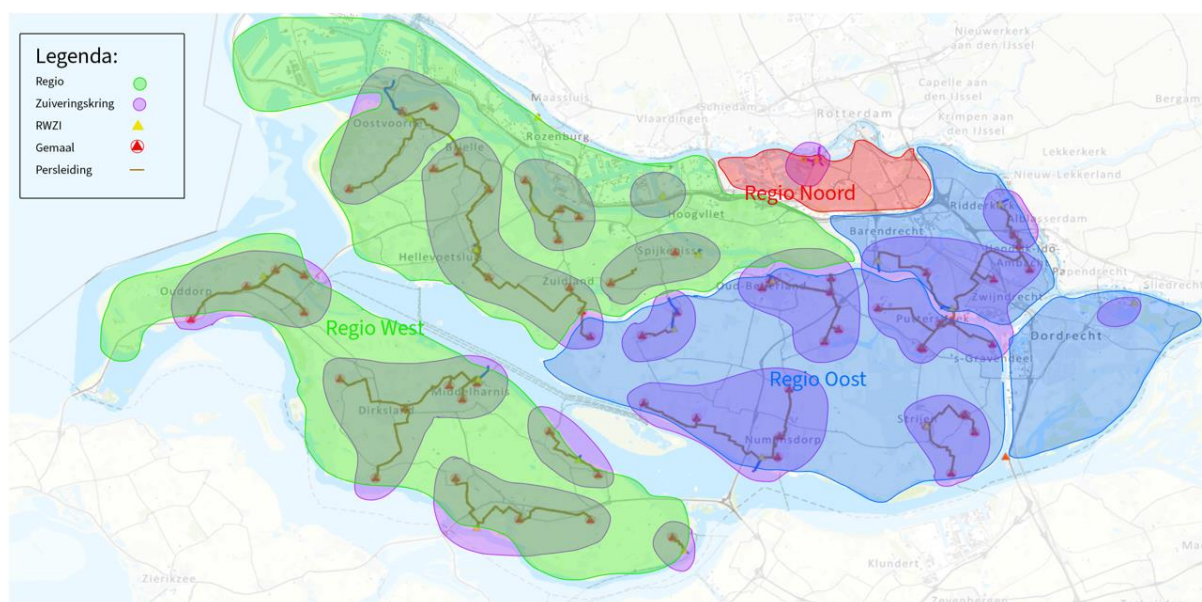 Legenda:
Regio
Zuiveringskring
RWZI
Gemaal
Persleiding
Nieuwerkerk
aan den IJssel
Capelle aan
den IJssel
Bergam
Krimpen aan
den IJssel
Maassluis
Schiedam
Vlaardingen
Rotterdam
Lekkerkerk
Nieuw-Lekkerland
Oostvoorne
Rozenburg
Brielle
Regio Noord
Ridderkerk
Alblasserdam
Hoogvliet
Barendrecht
Hendrik-Ido-
Ambacht
Papendrecht
Sliedrecht
Spijkenisse
Hellevoetsluis
Zuidland
Oud-Beijerland
Zwijndrecht
Ouddorp
Puttershoek
Dordrecht
Regio West
's-Gravendeel
Regio Oost
Middelharnis
Dirksland
Strijen
Numansdorp
Klundert
Zierikzee
Zevenbergen